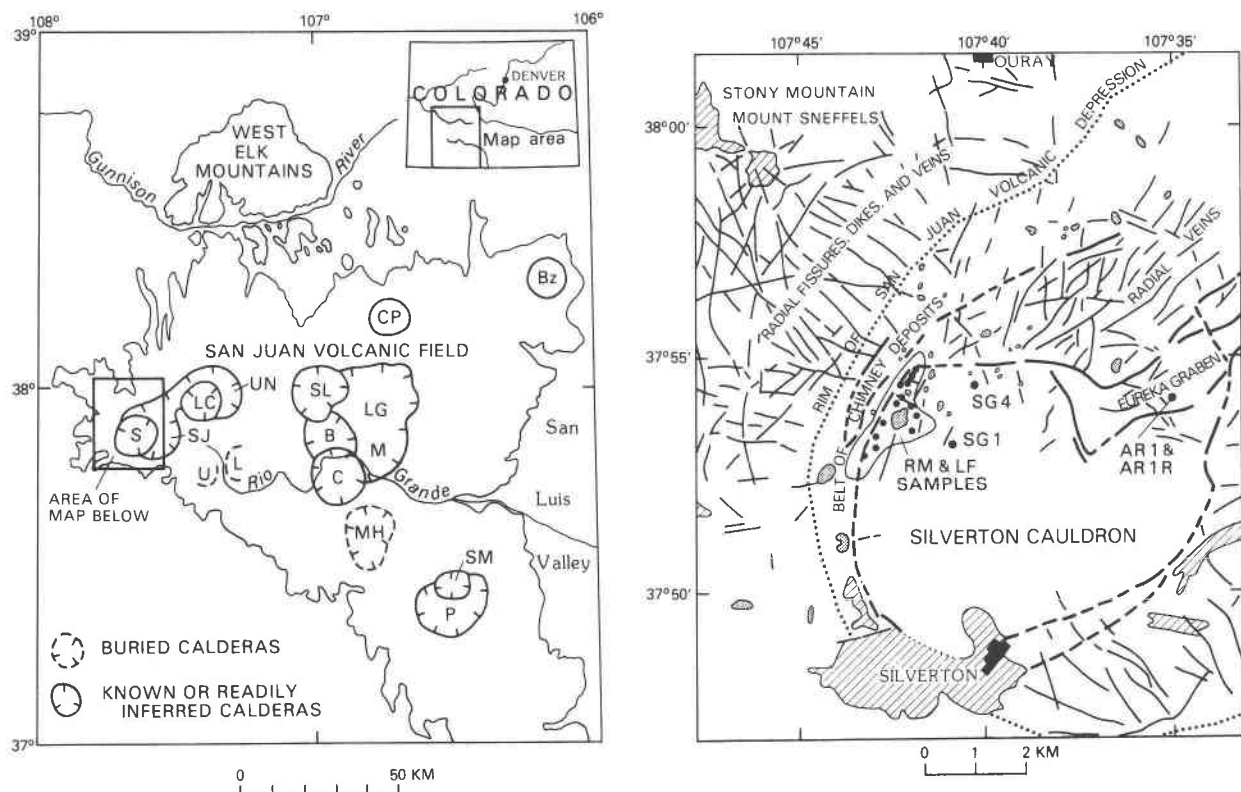 108°
107°
106°
39°
DENVER
COLORADO
Map area
WEST
ELK
MOUNTAINS
Gunnison
River
Bz
CP
SAN JUAN VOLCANIC FIELD
38°
UN
LC
SL
LG
S
SJ
B
M
San
U
L
Rio
C
Grande
Luis
AREA OF
MAP BELOW
MH
SM
Valley
P
BURIED CALDERAS
KNOWN OR READILY
INFERRED CALDERAS
37°
0
50 KM
107°45'
107°40'
107°35'
OURAY
STONY MOUNTAIN
MOUNT SNEFFELS
38°00'
RIM OF SAN JUAN VOLCANIC DEPRESSION
RADIAL FISSURES, DIKES, AND VEINS
RADIAL VEINS
BELT OF CHIMNEY DEPOSITS
37°55'
EUREKA GRABEN
SG4
SG1
AR1 &
AR1R
RM & LF
SAMPLES
SILVERTON CAULDRON
37°50'
SILVERTON
0 1 2 KM